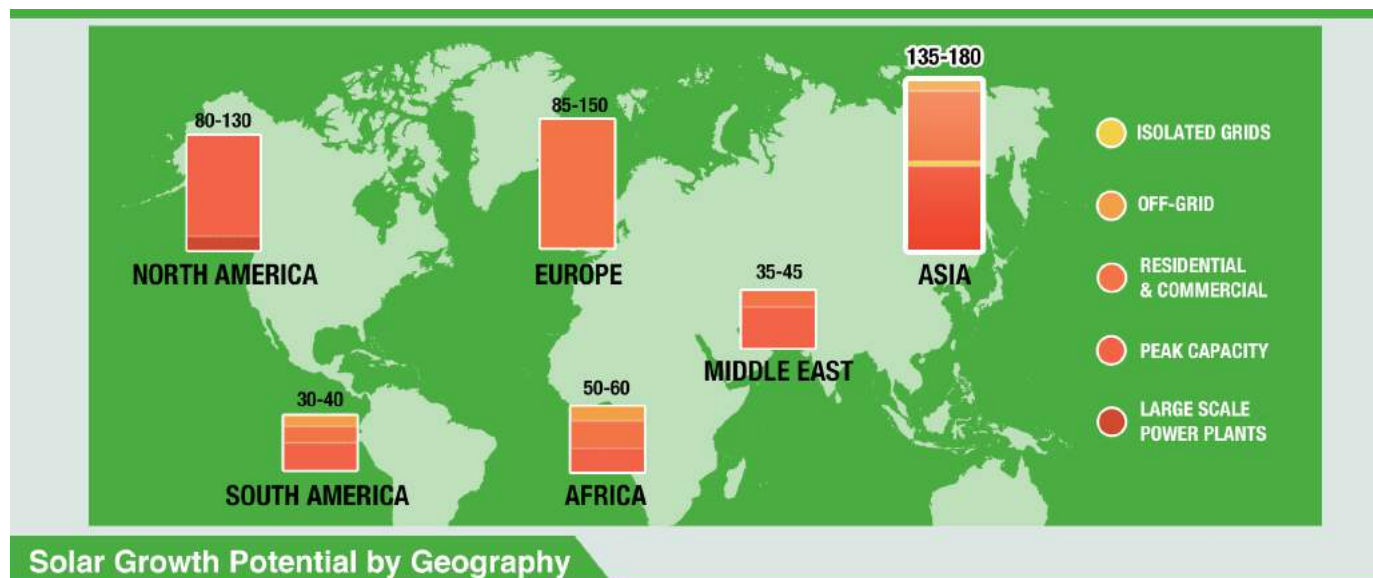 135-180
85-150
80-130
ISOLATED GRIDS
OFF-GRID
NORTH AMERICA
EUROPE
35-45
ASIA
RESIDENTIAL
& COMMERCIAL
PEAK CAPACITY
MIDDLE EAST
30-40
50-60
LARGE SCALE
POWER PLANTS
SOUTH AMERICA
AFRICA
Solar Growth Potential by Geography